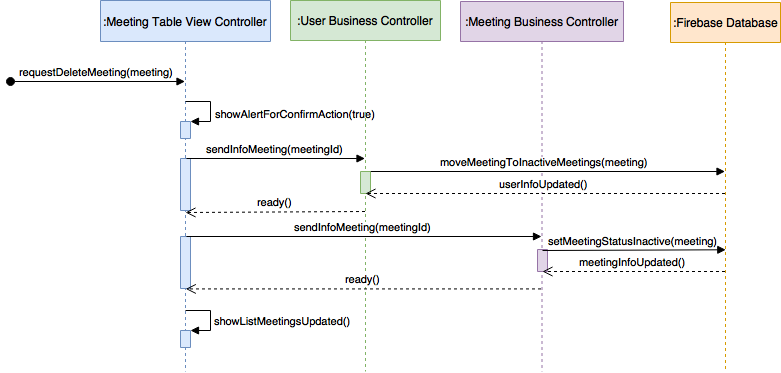 :Meeting Table View Controller
:User Business Controller
:Meeting Business Controller
:Firebase Database
requestDeleteMeeting(meeting)
showAlertForConfirmAction(true)
sendInfoMeeting(meetingId)
moveMeetingToInactiveMeetings(meeting)
userInfoUpdated()
ready()
sendInfoMeeting(meetingId)
setMeetingStatusInactive(meeting)
meetingInfoUpdated()
ready()
showListMeetingsUpdated()